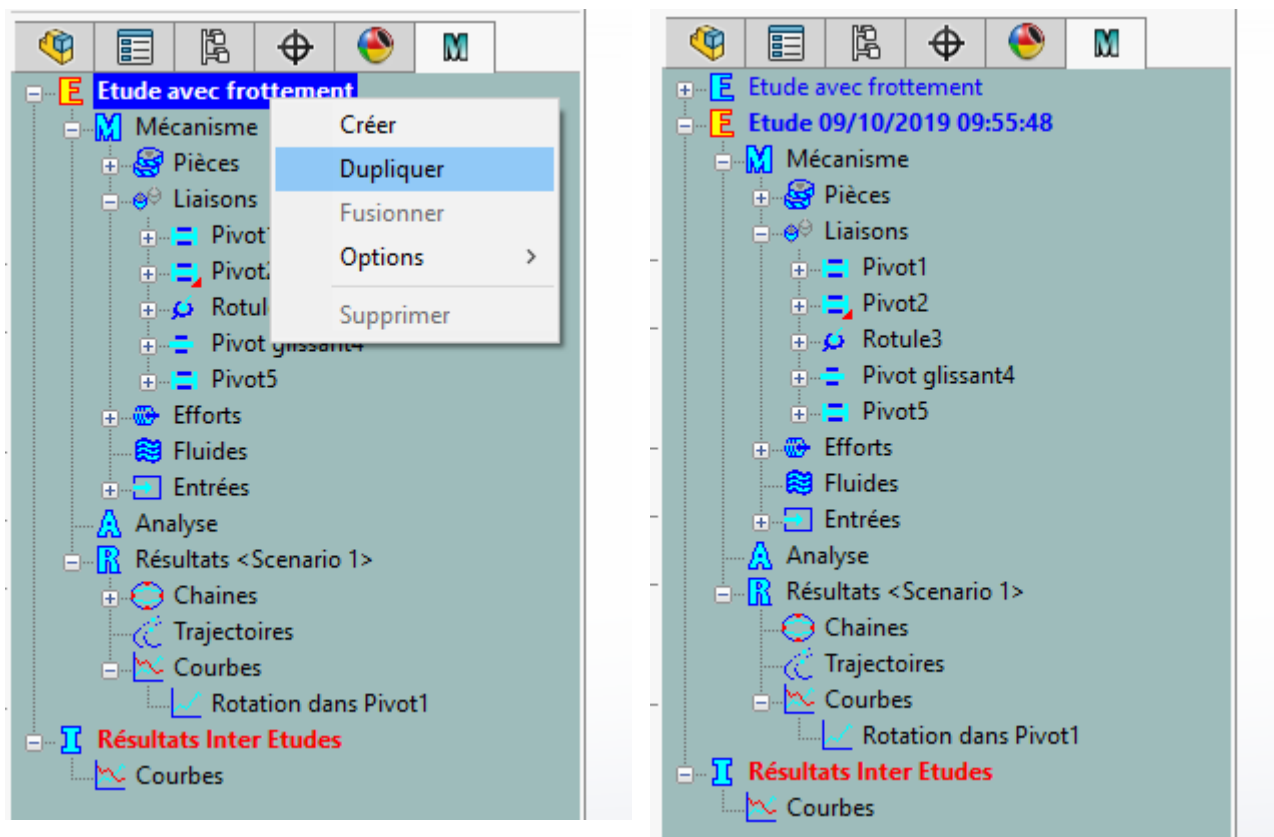 Etude avec frottement
Mécanisme
Pièces
Liaisons
Pivot1
Pivot2
Rotul
Pivot glissant4
Pivot5
Efforts
Fluides
Entrées
Analyse
Résultats <Scenario 1>
Chaines
Trajectoires
Courbes
Rotation dans Pivot1
Résultats Inter Etudes
Courbes
Créer
Dupliquer
Fusionner
Options
Supprimer
Etude avec frottement
Etude 09/10/2019 09:55:48
Mécanisme
Pièces
Liaisons
Pivot1
Pivot2
Rotule3
Pivot glissant4
Pivot5
Efforts
Fluides
Entrées
Analyse
Résultats <Scenario 1>
Chaines
Trajectoires
Courbes
Rotation dans Pivot1
Résultats Inter Etudes
Courbes